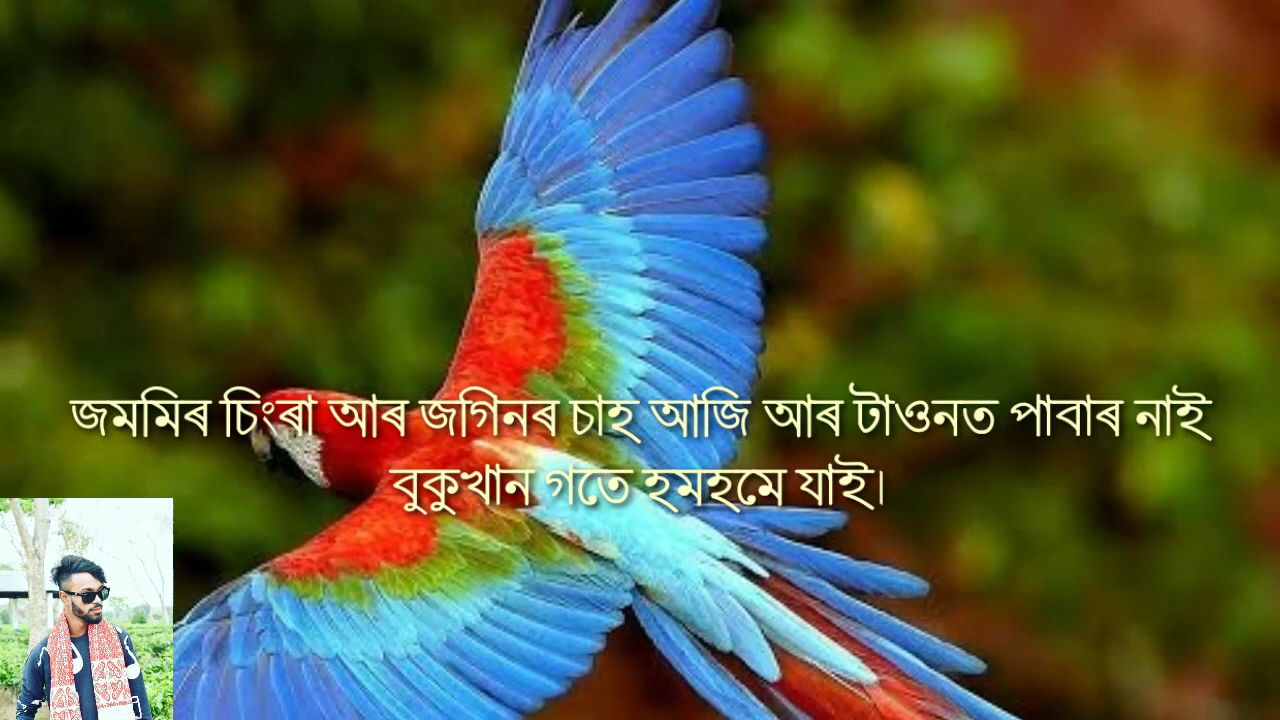 জমমিৰ চিংৰা আৰ জগিনৰ চাহ আজি আৰ টাওনত পাবাৰ নাই
বুকুখান গতে হমহমে যাই।